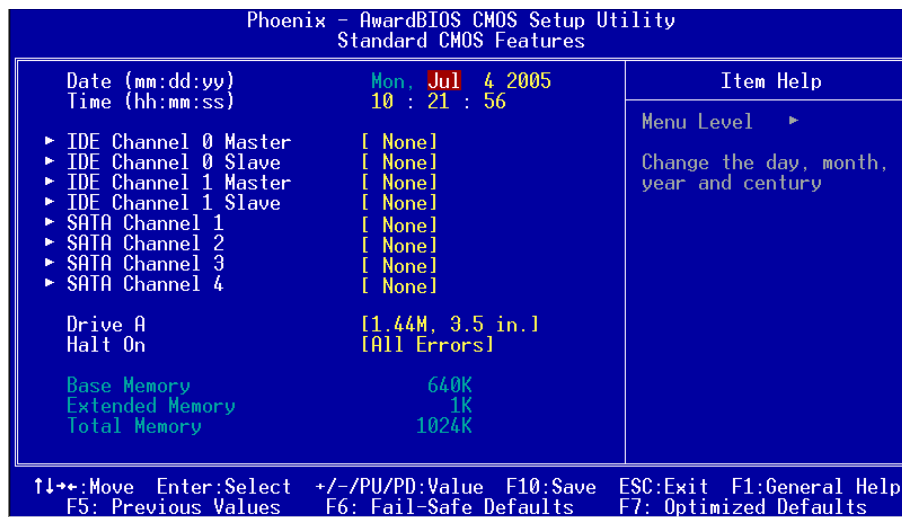 Phoenix - AwardBIOS CMOS Setup Utility
Standard CMOS Features
Date (mm:dd:yy) Mon, Jul 4 2005
Time (hh:mm:ss) 10 : 21 : 56
► IDE Channel 0 Master [ None]
► IDE Channel 0 Slave [ None]
► IDE Channel 1 Master [ None]
► IDE Channel 1 Slave [ None]
► SATA Channel 1 [ None]
► SATA Channel 2 [ None]
► SATA Channel 3 [ None]
► SATA Channel 4 [ None]
Drive A [1.44M, 3.5 in.]
Halt On [All Errors]
Base Memory 640K
Extended Memory 1K
Total Memory 1024K
Item Help
Menu Level ►
Change the day, month,
year and century
↑↓→←:Move Enter:Select +/-/PU/PD:Value F10:Save ESC:Exit F1:General Help
F5: Previous Values F6: Fail-Safe Defaults F7: Optimized Defaults